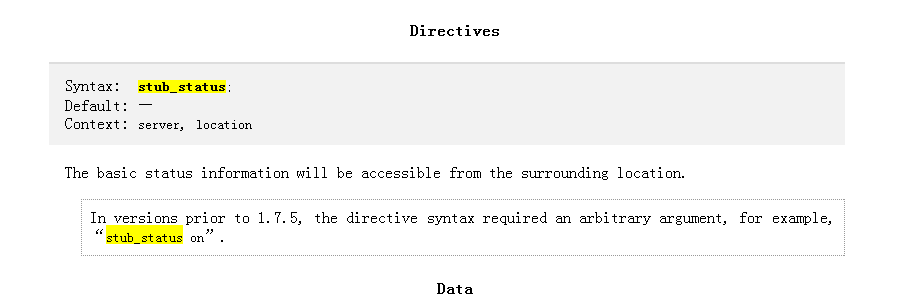 Directives
Syntax: stub_status;
Default: —
Context: server, location
The basic status information will be accessible from the surrounding location.
In versions prior to 1.7.5, the directive syntax required an arbitrary argument, for example,
“stub_status on”.
Data